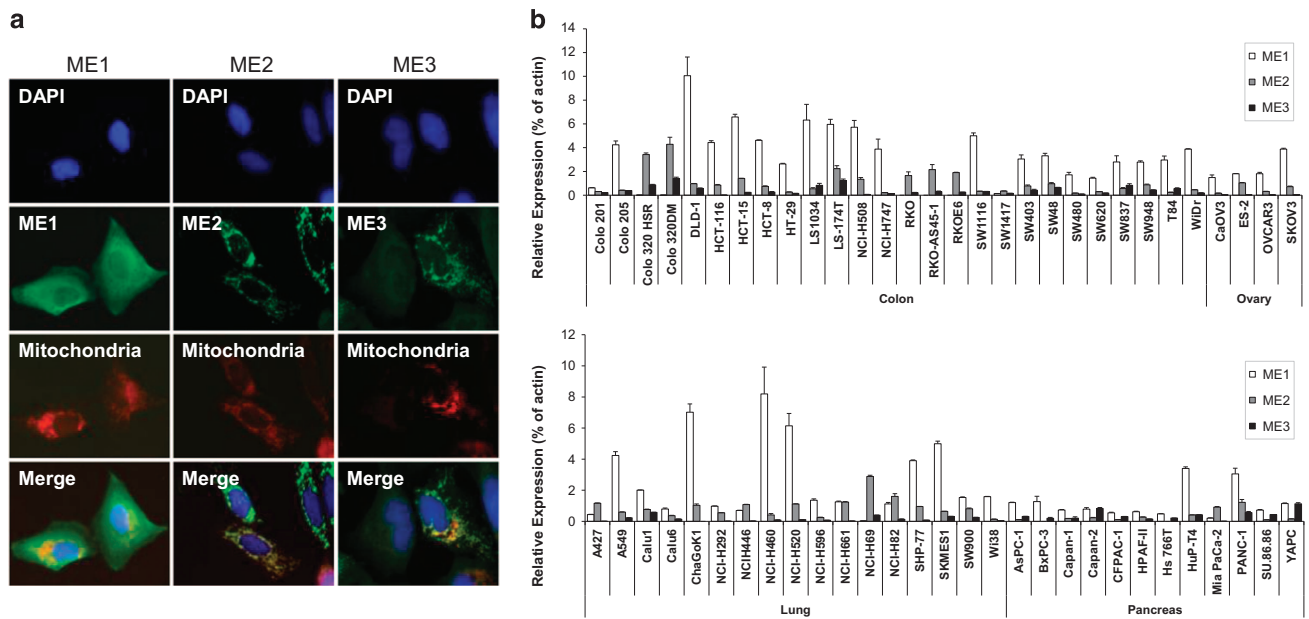 a
ME1 ME2 ME3
DAPI DAPI DAPI
ME1 ME2 ME3
Mitochondria Mitochondria Mitochondria
Merge Merge Merge
b
Relative Expression (% of actin)
14
12
10
8
6
4
2
0
ME1
ME2
ME3
Colo 201
Colo 205
Colo 320 HSR
Colo 320DM
DLD-1
HCT-116
HCT-15
HCT-8
HT-29
LS1034
LS-174T
NCI-H508
NCI-H747
RKO
RKO-AS45-1
RKOE6
SW1116
SW1417
SW403
SW48
SW480
SW620
SW837
SW948
T84
WiDr
CaOV3
ES-2
OVCAR3
SKOV3
Colon Ovary
Relative Expression (% of actin)
12
10
8
6
4
2
0
ME1
ME2
ME3
A427
A549
Calu1
Calu6
ChaGoK1
NCI-H292
NCIH446
NCI-H460
NCI-H520
NCI-H596
NCI-H661
NCI-H69
NCI-H82
SHP-77
SKMES1
SW900
Wi38
AsPC-1
BxPC-3
Capan-1
Capan-2
CFPAC-1
HPAF-II
Hs 766T
HuP-T4
Mia PaCa-2
PANC-1
SU.86.86
YAPC
Lung Pancreas